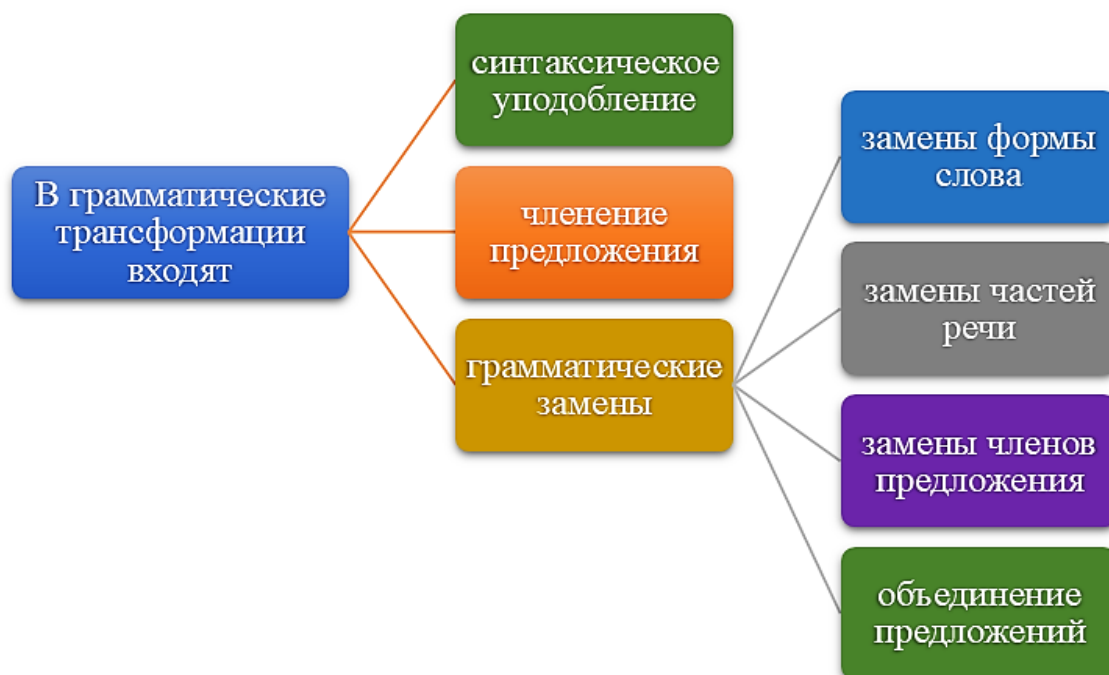 В грамматические
трансформации
входят
синтаксическое
уподобление
членение
предложения
грамматические
замены
замены формы
слова
замены частей
речи
замены членов
предложения
объединение
предложений